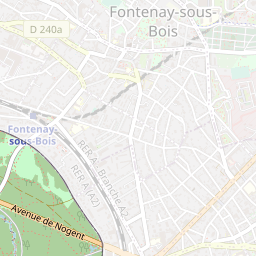 Fontenay-sous-
Bois
D 240a
Fontenay
sous-Bois
RER A - Branche A2
RER A (A2)
Avenue de Nogent